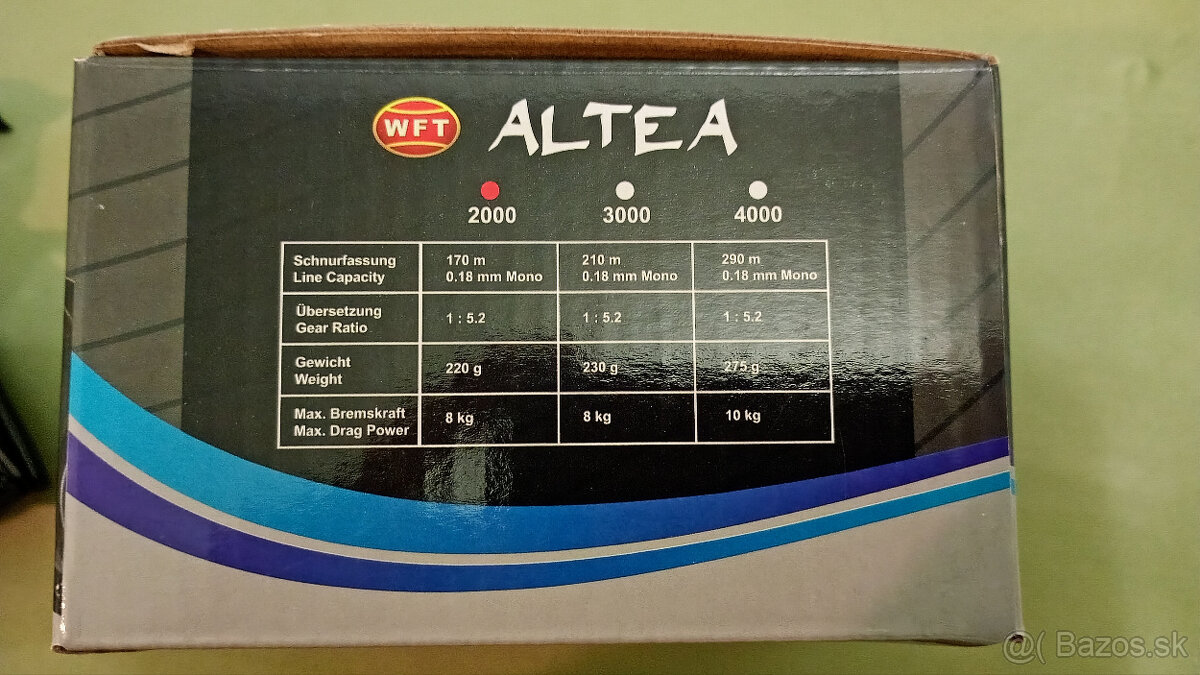 WFT ALTEA
2000 3000 4000
Schnurfassung 170 m 210 m 290 m
Line Capacity 0.18 mm Mono 0.18 mm Mono 0.18 mm Mono
Übersetzung
Gear Ratio 1 : 5.2 1 : 5.2 1 : 5.2
Gewicht
Weight 220 g 230 g 275 g
Max. Bremskraft
Max. Drag Power 8 kg 8 kg 10 kg
@( Bazos.sk